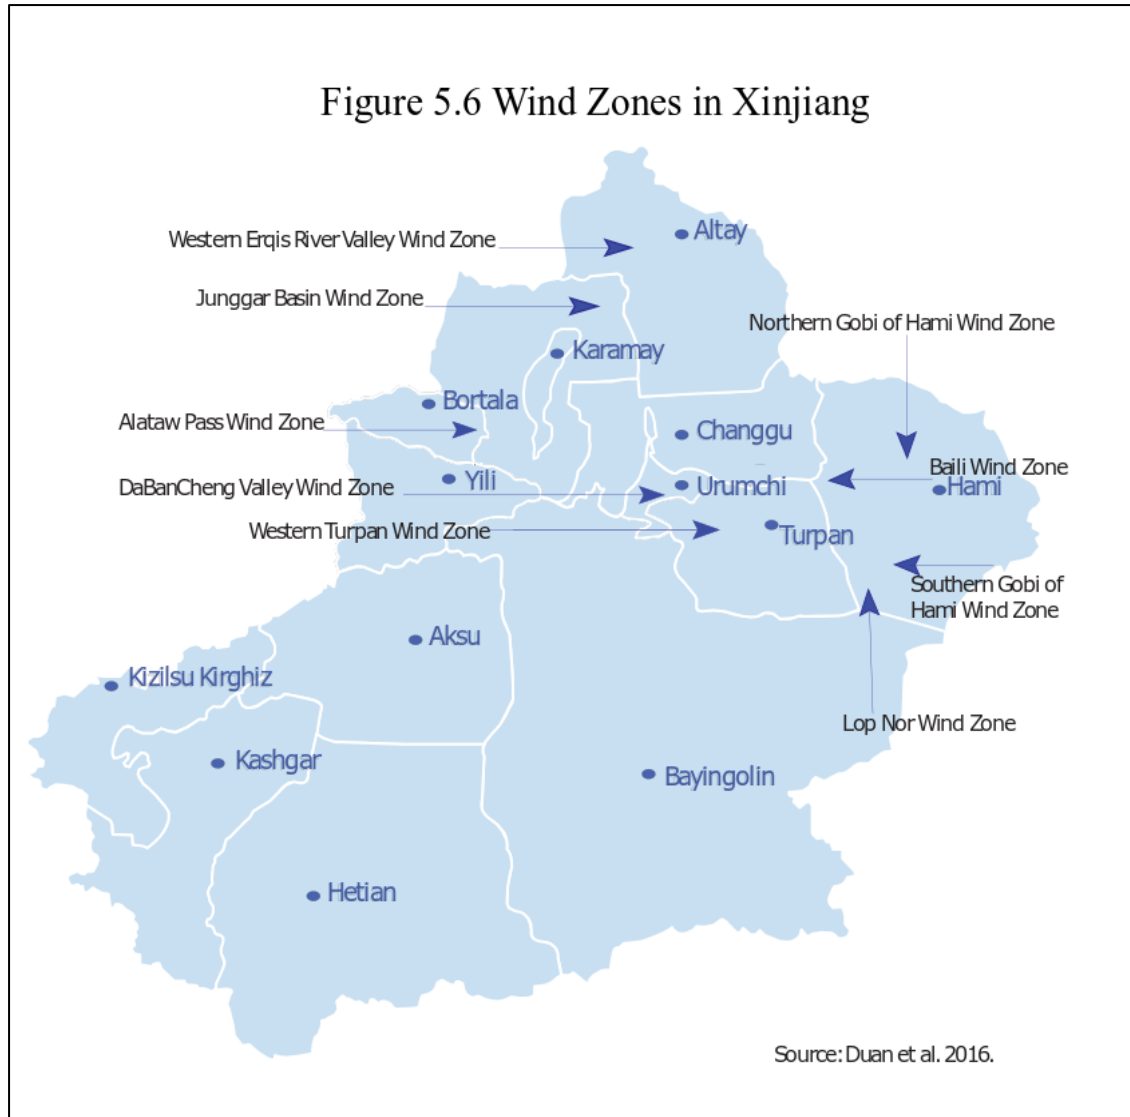 Figure 5.6 Wind Zones in Xinjiang
Altay
Western Erqis River Valley Wind Zone
Junggar Basin Wind Zone
Northern Gobi of Hami Wind Zone
Karamay
Bortala
Alataw Pass Wind Zone
Changgu
Baili Wind Zone
Yili
DaBanCheng Valley Wind Zone
Urumchi
Hami
Western Turpan Wind Zone
Turpan
Southern Gobi of
Hami Wind Zone
Aksu
Kizilsu Kirghiz
Lop Nor Wind Zone
Kashgar
Bayingolin
Hetian
Source: Duan et al. 2016.